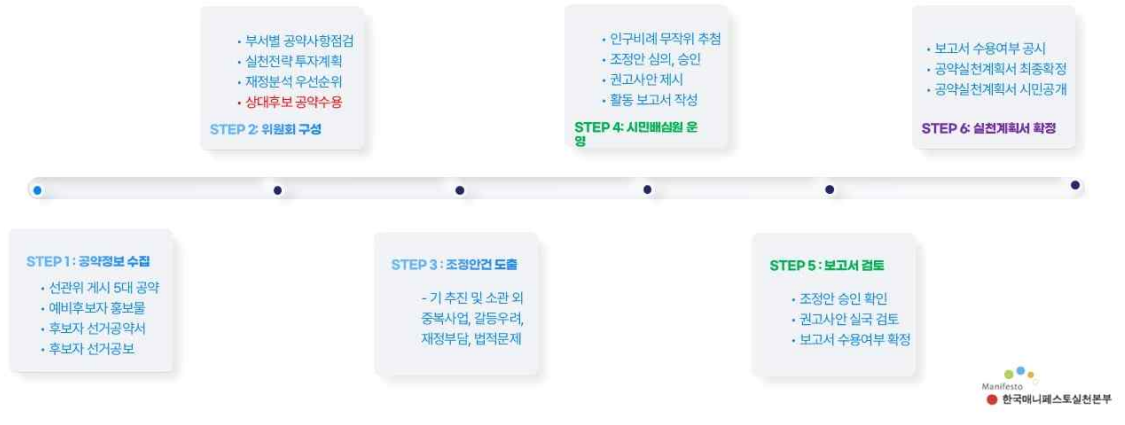 STEP 1 : 공약정보 수집
• 선관위 게시 5대 공약
• 예비후보자 홍보물
• 후보자 선거공약서
• 후보자 선거공보
• 부서별 공약사항점검
• 실천전략 투자계획
• 재정분석 우선순위
• 상대후보 공약수용
STEP 2: 위원회 구성
STEP 3 : 조정안건 도출
- 기 추진 및 소관 외
중복사업, 갈등우려,
재정부담, 법적문제
• 인구비례 무작위 추첨
• 조정안 심의, 승인
• 권고사안 제시
• 활동 보고서 작성
STEP 4: 시민배심원 운
영
STEP 5 : 보고서 검토
• 조정안 승인 확인
• 권고사안 실국 검토
• 보고서 수용여부 확정
• 보고서 수용여부 공시
• 공약실천계획서 최종확정
• 공약실천계획서 시민공개
STEP 6: 실천계획서 확정
Manifesto
한국매니페스토실천본부